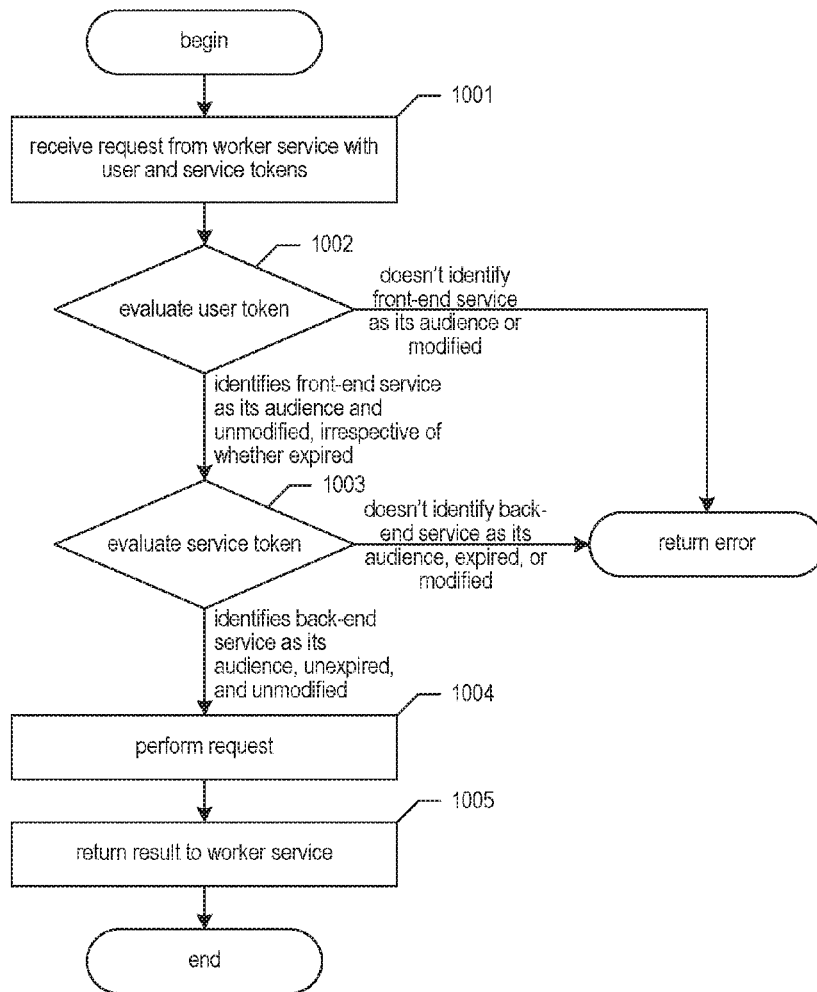 begin
1001
receive request from worker service with
user and service tokens
1002
evaluate user token
doesn't identify
front-end service
as its audience or
modified
identifies front-end service
as its audience and
unmodified, irrespective of
whether expired
1003
evaluate service token
doesn't identify back-
end service as its
audience, expired, or
modified
return error
identifies back-end
service as its
audience, unexpired,
and unmodified
1004
perform request
1005
return result to worker service
end